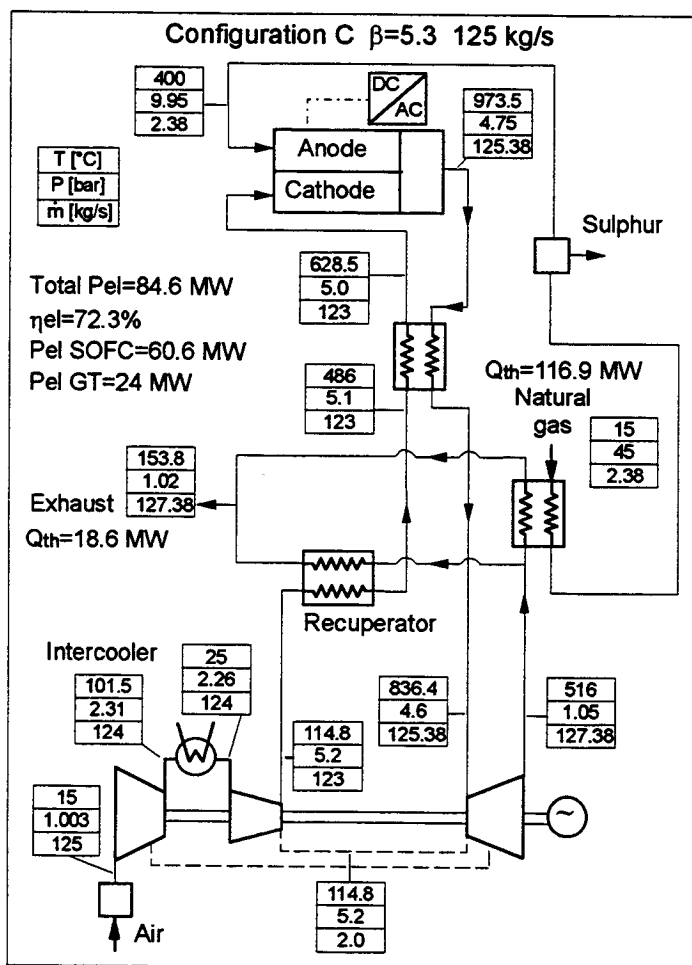 Configuration C β=5.3 125 kg/s
400
9.95
2.38
DC
AC
973.5
4.75
125.38
Anode
Cathode
T [°C]
P [bar]
ṁ [kg/s]
Sulphur
Total Pel=84.6 MW
ηel=72.3%
Pel SOFC=60.6 MW
Pel GT=24 MW
628.5
5.0
123
486
5.1
123
Qth=116.9 MW
Natural
gas
15
45
2.38
153.8
1.02
127.38
Exhaust
Qth=18.6 MW
Recuperator
Intercooler
101.5
2.31
124
25
2.26
124
W
114.8
5.2
123
836.4
4.6
125.38
516
1.05
127.38
15
1.003
125
~
114.8
5.2
2.0
Air